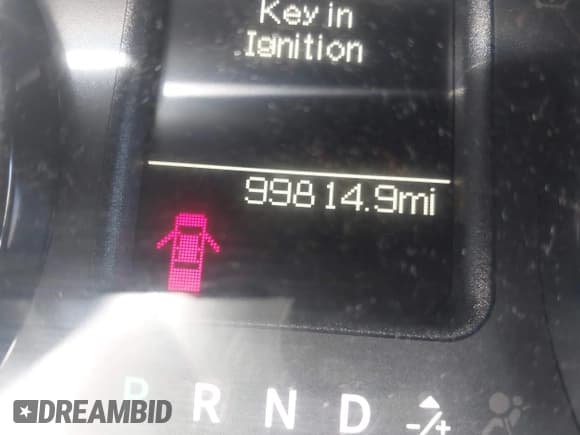 Key in
Ignition
99814.9mi
P R N D -/+
DREAMBID